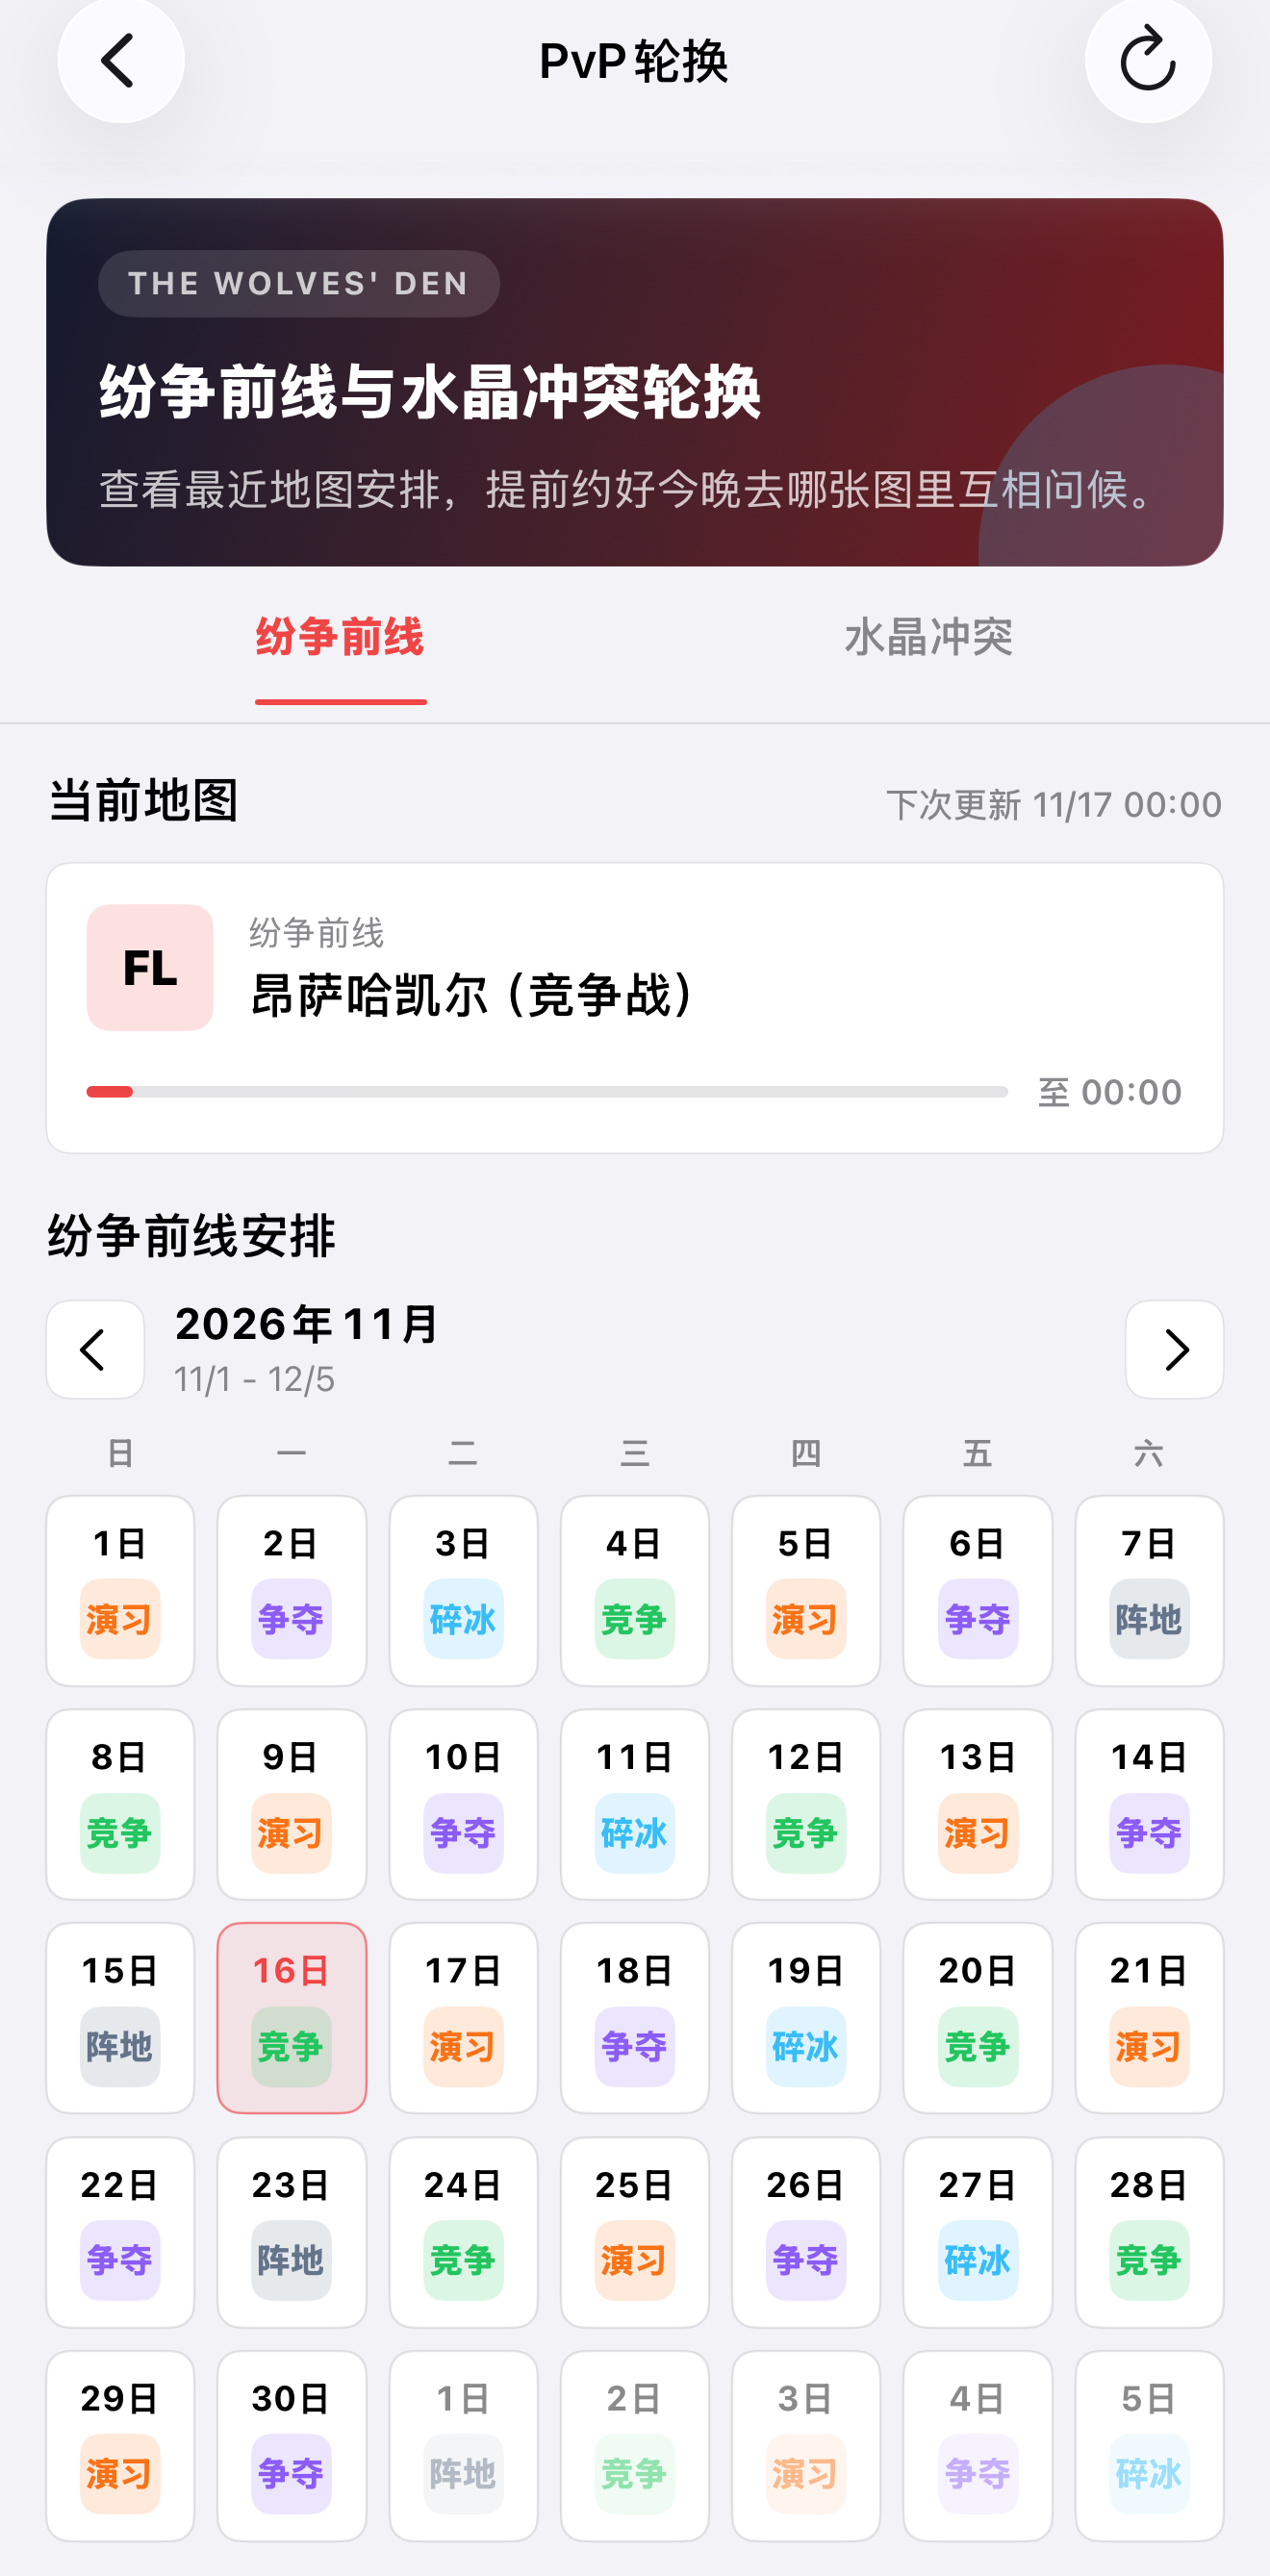 PvP 轮换
THE WOLVES' DEN
纷争前线与水晶冲突轮换
查看最近地图安排，提前约好今晚去哪张图里互相问候。
纷争前线 水晶冲突
当前地图 下次更新 11/17 00:00
FL
纷争前线
昂萨哈凯尔（竞争战）
至 00:00
纷争前线安排
2026年11月
11/1 - 12/5
日 一 二 三 四 五 六
1日 2日 3日 4日 5日 6日 7日
演习 争夺 碎冰 竞争 演习 争夺 阵地
8日 9日 10日 11日 12日 13日 14日
竞争 演习 争夺 碎冰 竞争 演习 争夺
15日 16日 17日 18日 19日 20日 21日
阵地 竞争 演习 争夺 碎冰 竞争 演习
22日 23日 24日 25日 26日 27日 28日
争夺 阵地 竞争 演习 争夺 碎冰 竞争
29日 30日 1日 2日 3日 4日 5日
演习 争夺 阵地 竞争 演习 争夺 碎冰